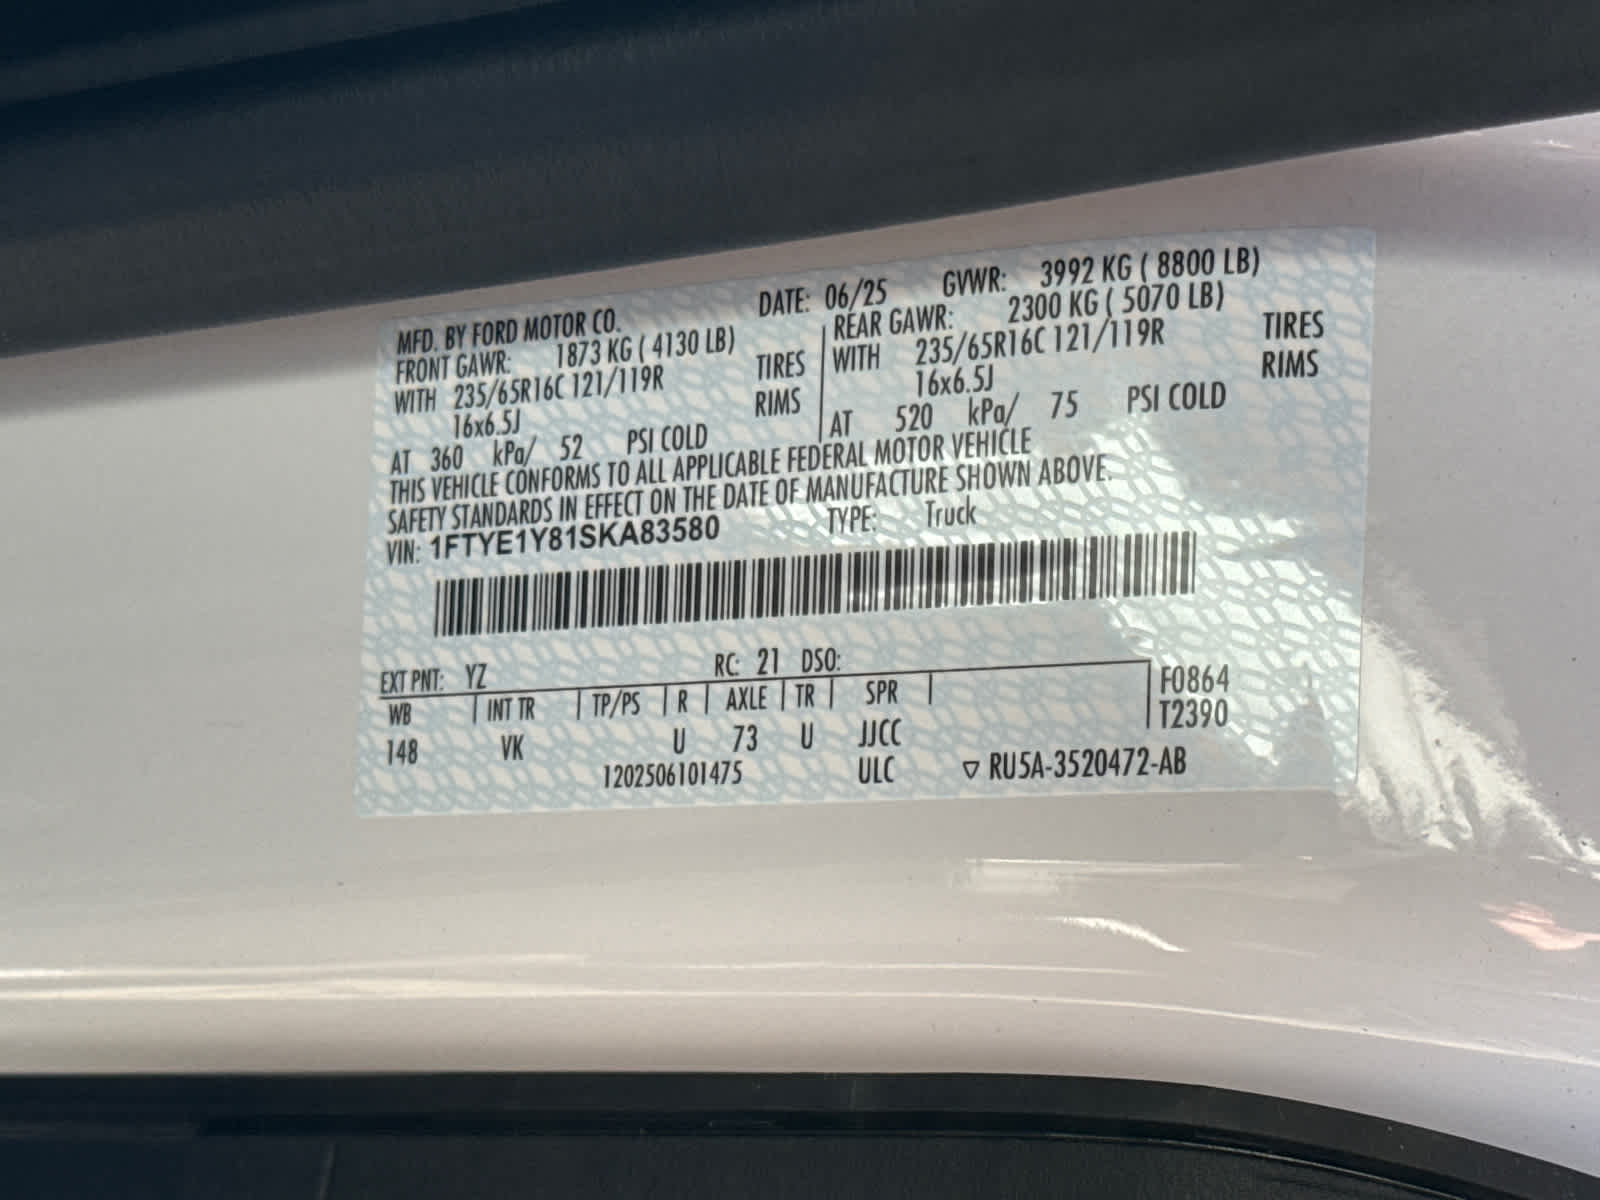 MFD. BY FORD MOTOR CO. DATE: 06/25 GVWR: 3992 KG ( 8800 LB)
FRONT GAWR: 1873 KG ( 4130 LB) REAR GAWR: 2300 KG ( 5070 LB)
WITH 235/65R16C 121/119R TIRES WITH 235/65R16C 121/119R TIRES
16x6.5J RIMS 16x6.5J RIMS
AT 360 kPa/ 52 PSI COLD AT 520 kPa/ 75 PSI COLD
THIS VEHICLE CONFORMS TO ALL APPLICABLE FEDERAL MOTOR VEHICLE
SAFETY STANDARDS IN EFFECT ON THE DATE OF MANUFACTURE SHOWN ABOVE.
VIN: 1FTYE1Y81SKA83580 TYPE: Truck
EXT PNT: YZ RC: 21 DSO:
WB INT TR TP/PS R AXLE TR SPR F0864
T2390
148 VK U 73 U JJCC
1202506101475 ULC ▽ RU5A-3520472-AB